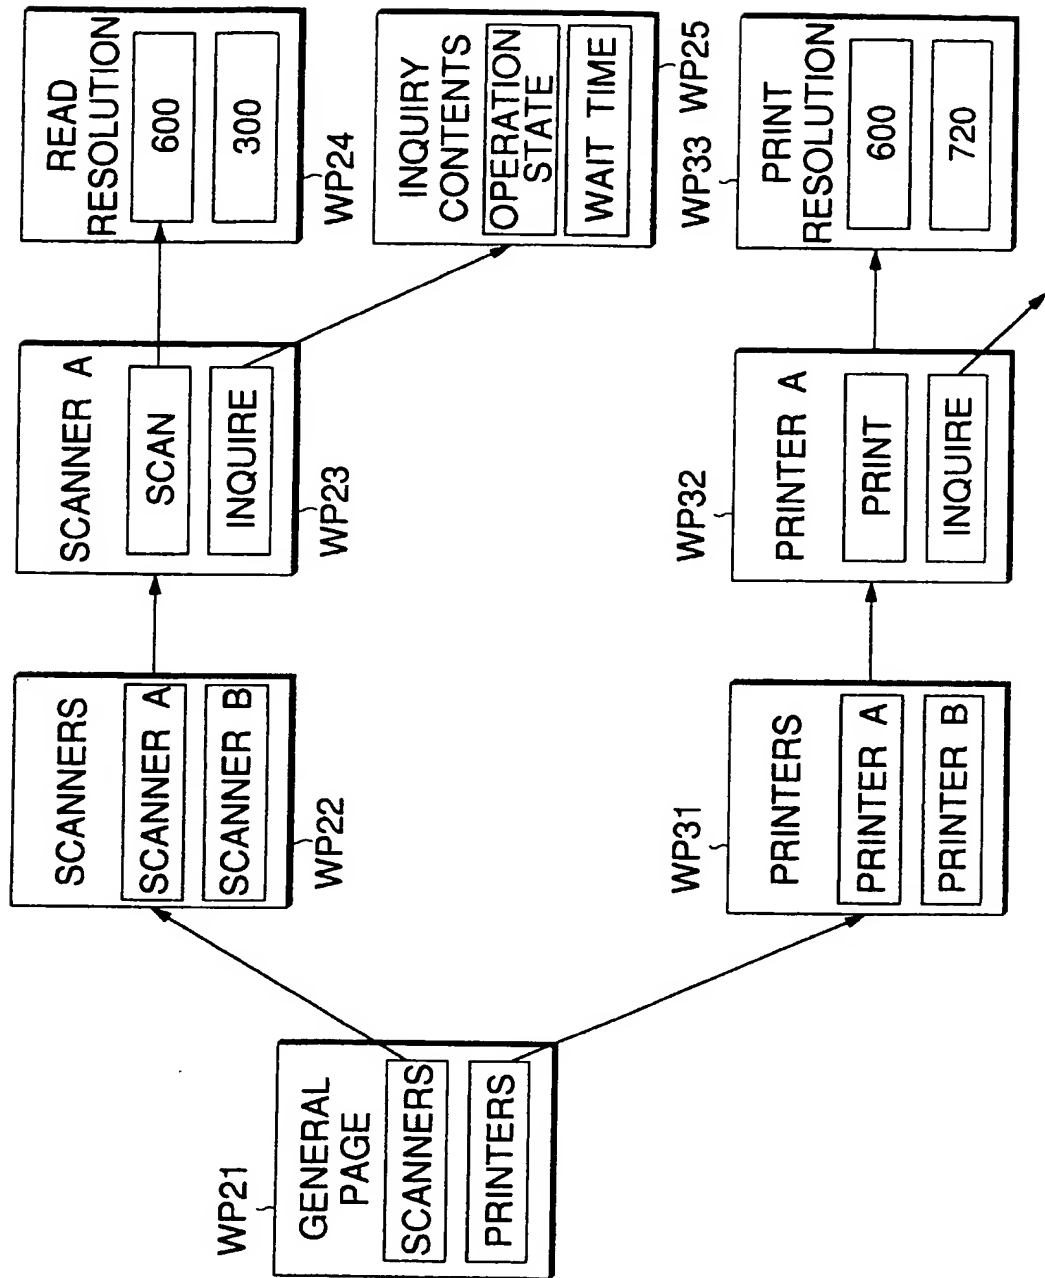 WP21
GENERAL
PAGE
SCANNERS
PRINTERS
SCANNERS
SCANNER A
SCANNER B
WP22
SCANNER A
SCAN
INQUIRE
WP23
READ
RESOLUTION
600
300
WP24
INQUIRY
CONTENTS
OPERATION
STATE
WAIT TIME
WP25
WP31
PRINTERS
PRINTER A
PRINTER B
WP32
PRINTER A
PRINT
INQUIRE
WP33
PRINT
RESOLUTION
600
720